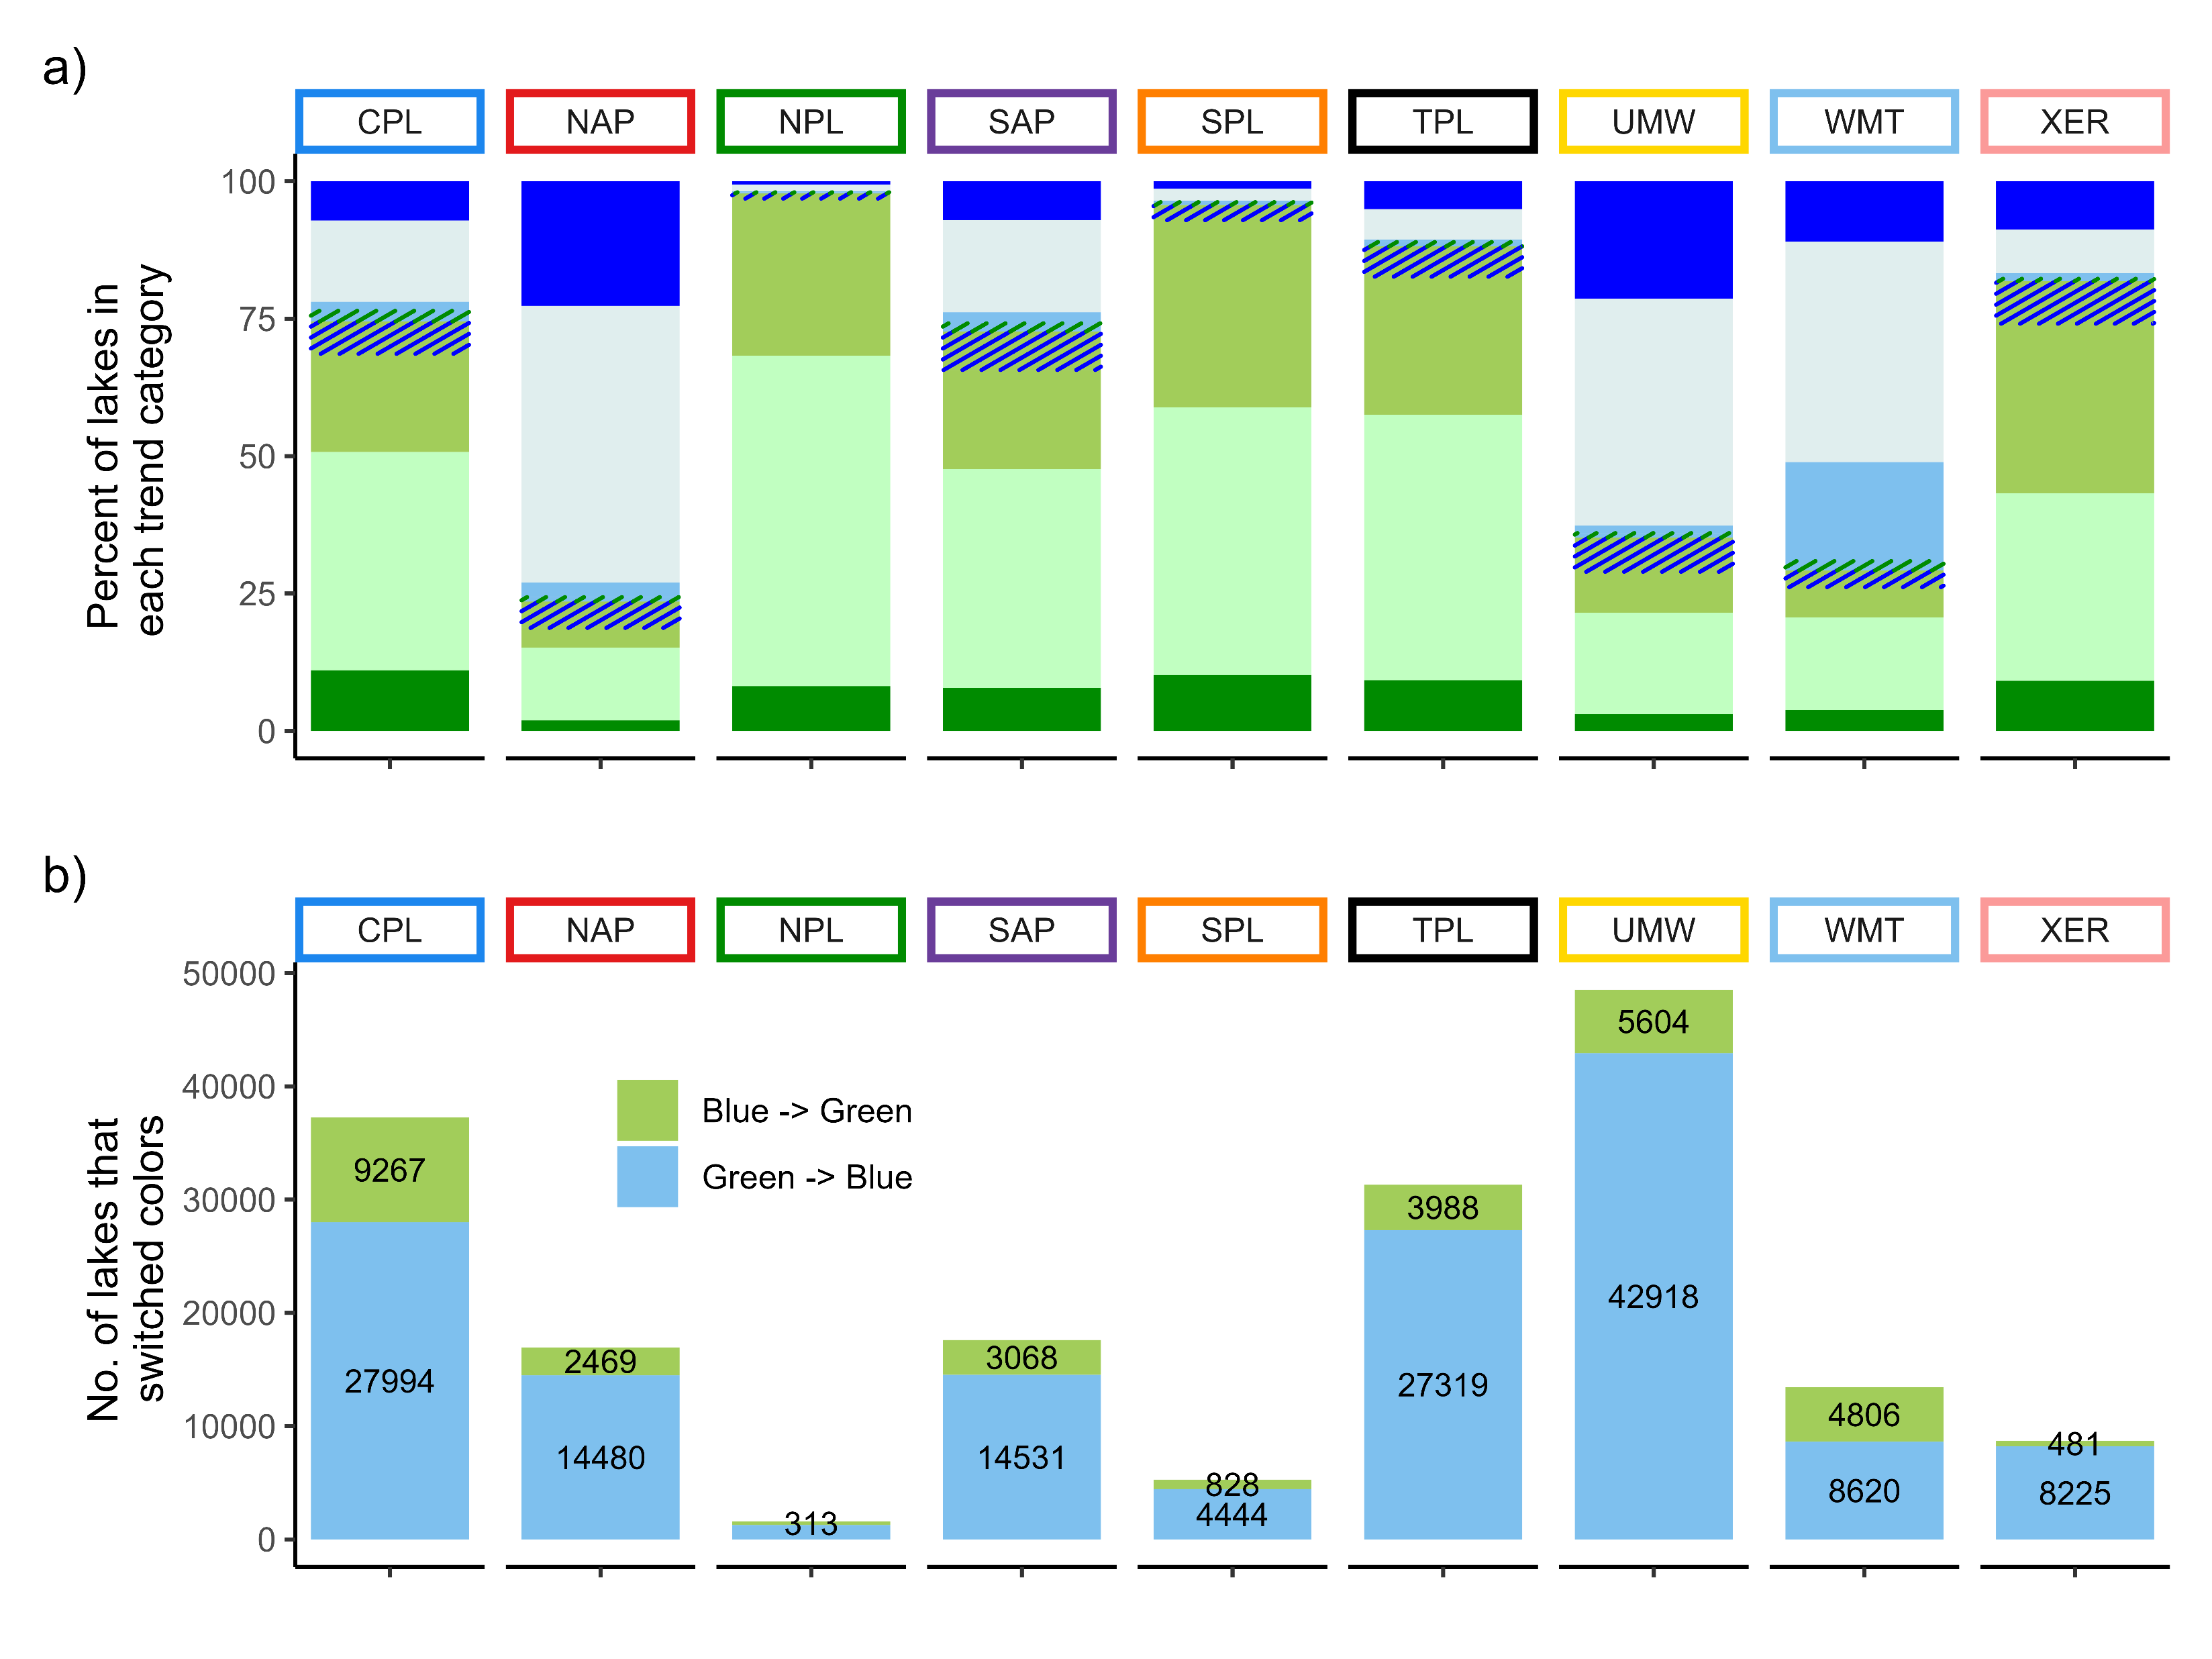 a)
CPL NAP NPL SAP SPL TPL UMW WMT XER
Percent of lakes in
each trend category
100
75
50
25
0
b)
CPL NAP NPL SAP SPL TPL UMW WMT XER
No. of lakes that
switched colors
50000
40000
30000
20000
10000
0
Blue -> Green
Green -> Blue
9267
27994
2469
14480
313
3068
14531
828
4444
3988
27319
5604
42918
4806
8620
481
8225